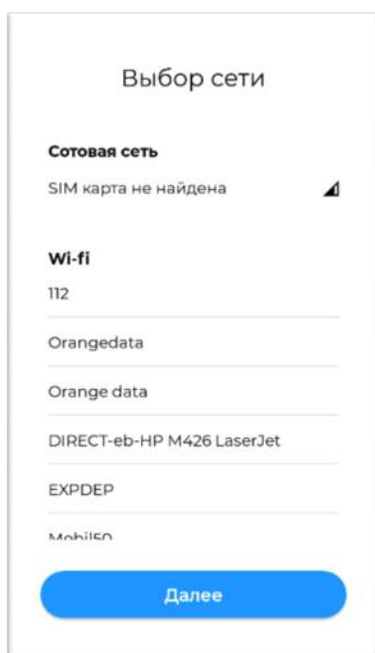 Выбор сети
Сотовая сеть
SIM карта не найдена
Wi-fi
112
Orangedata
Orange data
DIRECT-eb-HP M426 LaserJet
EXPDEP
Mobil50
Далее